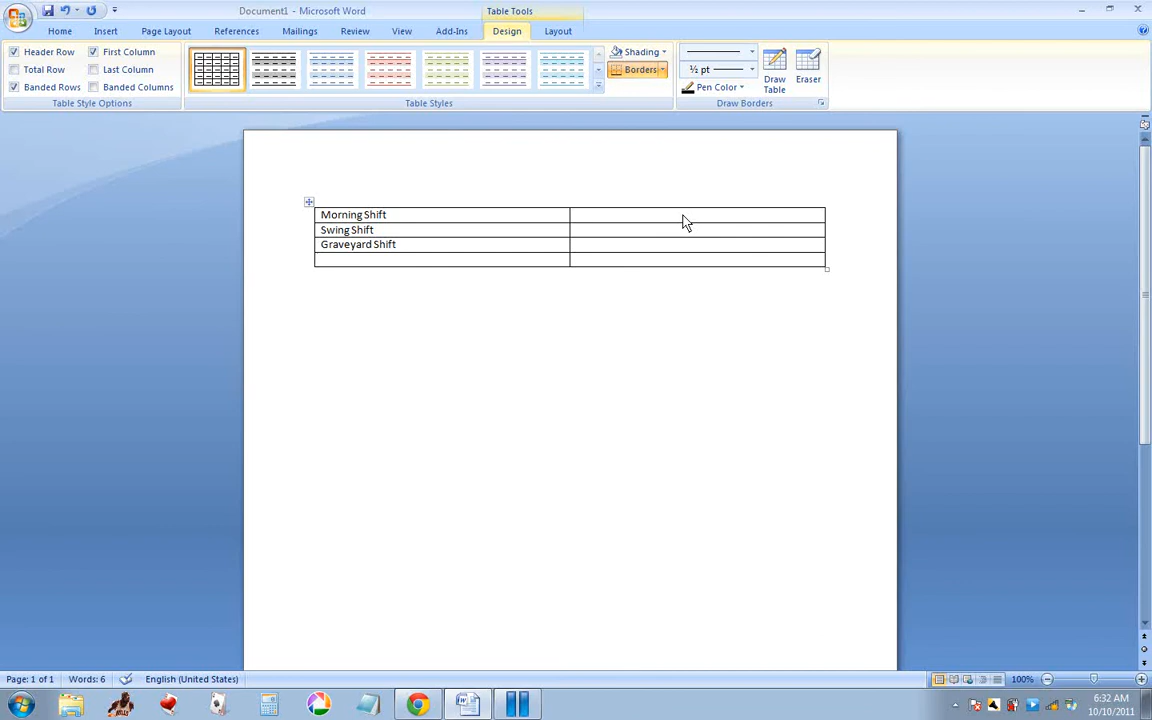 Document1 - Microsoft Word
Table Tools
Home Insert Page Layout References Mailings Review View Add-Ins Design Layout
Header Row First Column
Total Row Last Column
Banded Rows Banded Columns
Table Style Options
Table Styles
Shading
Borders
½ pt
Pen Color
Draw
Table
Eraser
Draw Borders
Morning Shift
Swing Shift
Graveyard Shift
Page: 1 of 1 Words: 6 English (United States) 100%
6:32 AM
10/10/2011